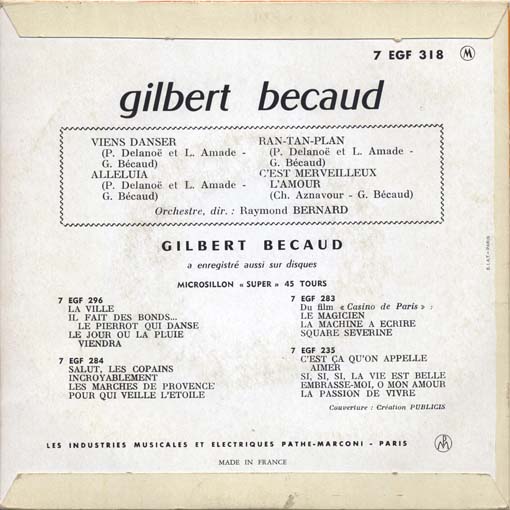 7 EGF 318 M
gilbert becaud
VIENS DANSER
(P. Delanoë et L. Amade -
G. Bécaud)
ALLELUIA
(P. Delanoë et L. Amade -
G. Bécaud)
RAN-TAN-PLAN
(P. Delanoë et L. Amade -
G. Bécaud)
C'EST MERVEILLEUX
L'AMOUR
(Ch. Aznavour - G. Bécaud)
Orchestre, dir. : Raymond BERNARD
GILBERT BECAUD
a enregistré aussi sur disques
MICROSILLON « SUPER » 45 TOURS
7 EGF 296
LA VILLE
IL FAIT DES BONDS...
LE PIERROT QUI DANSE
LE JOUR OU LA PLUIE
VIENDRA
7 EGF 284
SALUT, LES COPAINS
INCROYABLEMENT
LES MARCHES DE PROVENCE
POUR QUI VEILLE L'ETOILE
7 EGF 283
Du film « Casino de Paris » :
LE MAGICIEN
LA MACHINE A ECRIRE
SQUARE SEVERINE
7 EGF 235
C'EST ÇA QU'ON APPELLE
AIMER
SI, SI, SI, LA VIE EST BELLE
EMBRASSE-MOI, O MON AMOUR
LA PASSION DE VIVRE
Couverture : Création PUBLICIS
LES INDUSTRIES MUSICALES ET ELECTRIQUES PATHE-MARCONI - PARIS
MADE IN FRANCE